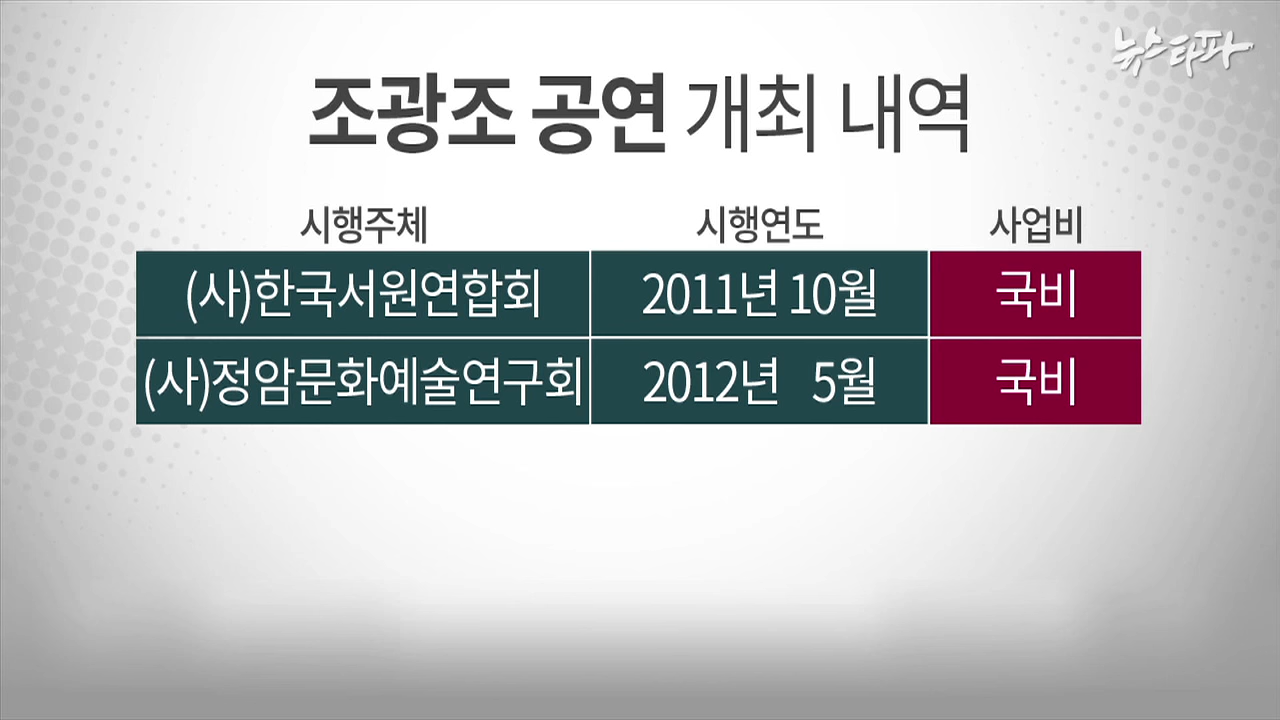 뉴스타파
조광조 공연 개최 내역
시행주체 시행연도 사업비
(사)한국서원연합회 2011년 10월 국비
(사)정암문화예술연구회 2012년 5월 국비